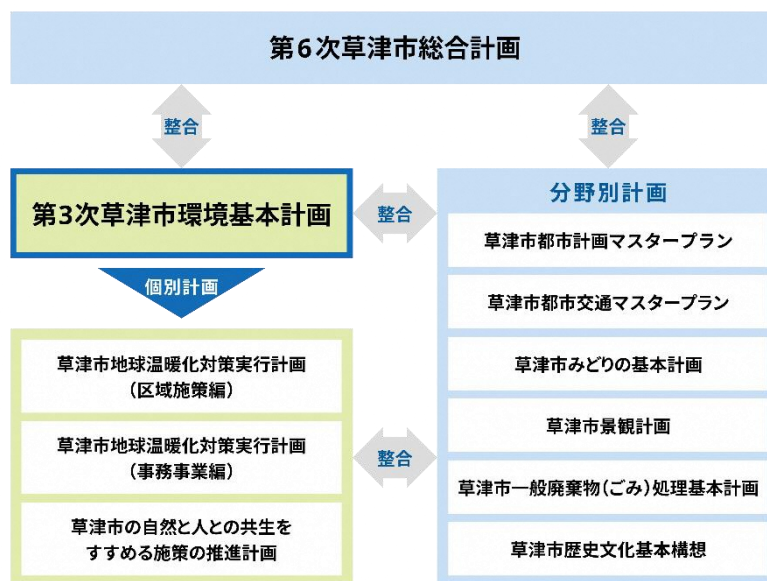 第6次草津市総合計画
整合
整合
第3次草津市環境基本計画
整合
分野別計画
草津市都市計画マスタープラン
草津市都市交通マスタープラン
草津市みどりの基本計画
草津市景観計画
草津市一般廃棄物(ごみ)処理基本計画
草津市歴史文化基本構想
個別計画
草津市地球温暖化対策実行計画
(区域施策編)
草津市地球温暖化対策実行計画
(事務事業編)
草津市の自然と人との共生を
すすめる施策の推進計画
整合